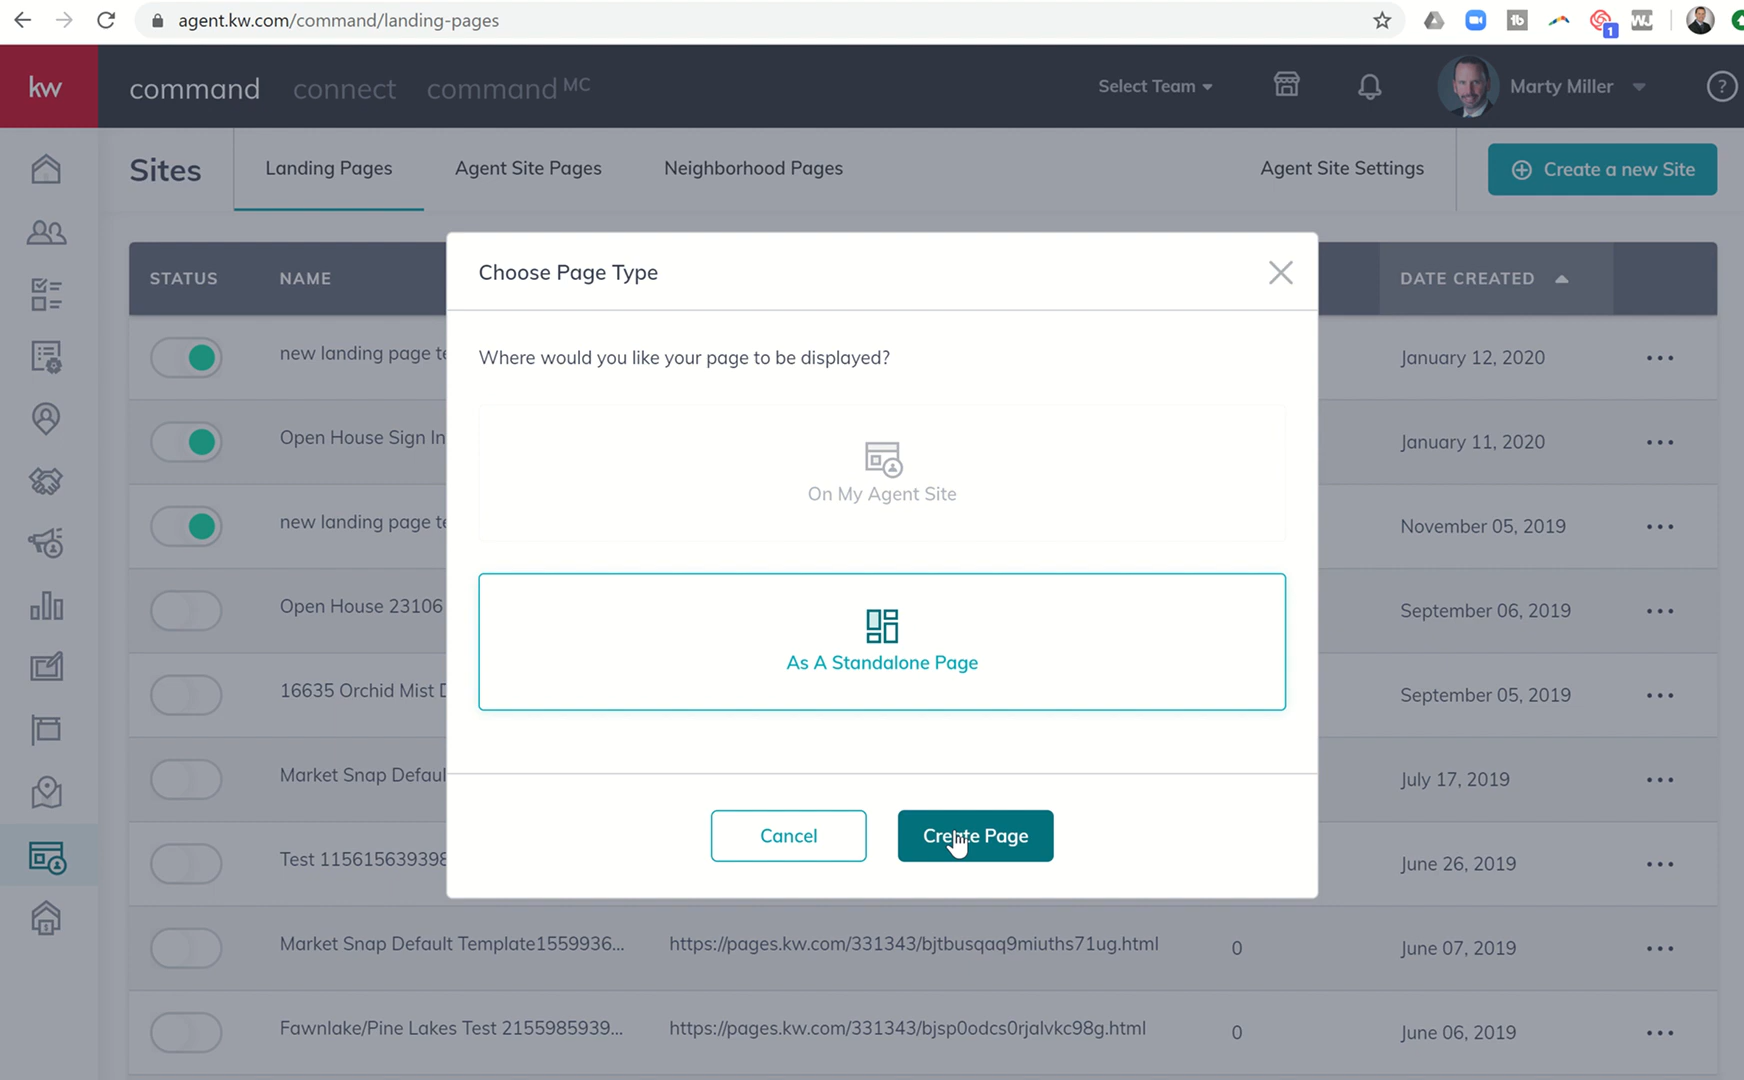 agent.kw.com/command/landing-pages
1
kw
command connect command MC
Select Team
Marty Miller
?
Sites
Landing Pages
Agent Site Pages
Neighborhood Pages
Agent Site Settings
Create a new Site
STATUS NAME DATE CREATED
Choose Page Type
Where would you like your page to be displayed?
On My Agent Site
As A Standalone Page
Cancel
Create Page
new landing page te January 12, 2020
Open House Sign In January 11, 2020
new landing page te November 05, 2019
Open House 23106 September 06, 2019
16635 Orchid Mist D September 05, 2019
Market Snap Defaul July 17, 2019
Test 11561563939 June 26, 2019
Market Snap Default Template1559936... https://pages.kw.com/331343/bjtbusqaq9miuths71ug.html 0 June 07, 2019
Fawnlake/Pine Lakes Test 2155985939... https://pages.kw.com/331343/bjsp0odcs0rjalvkc98g.html 0 June 06, 2019